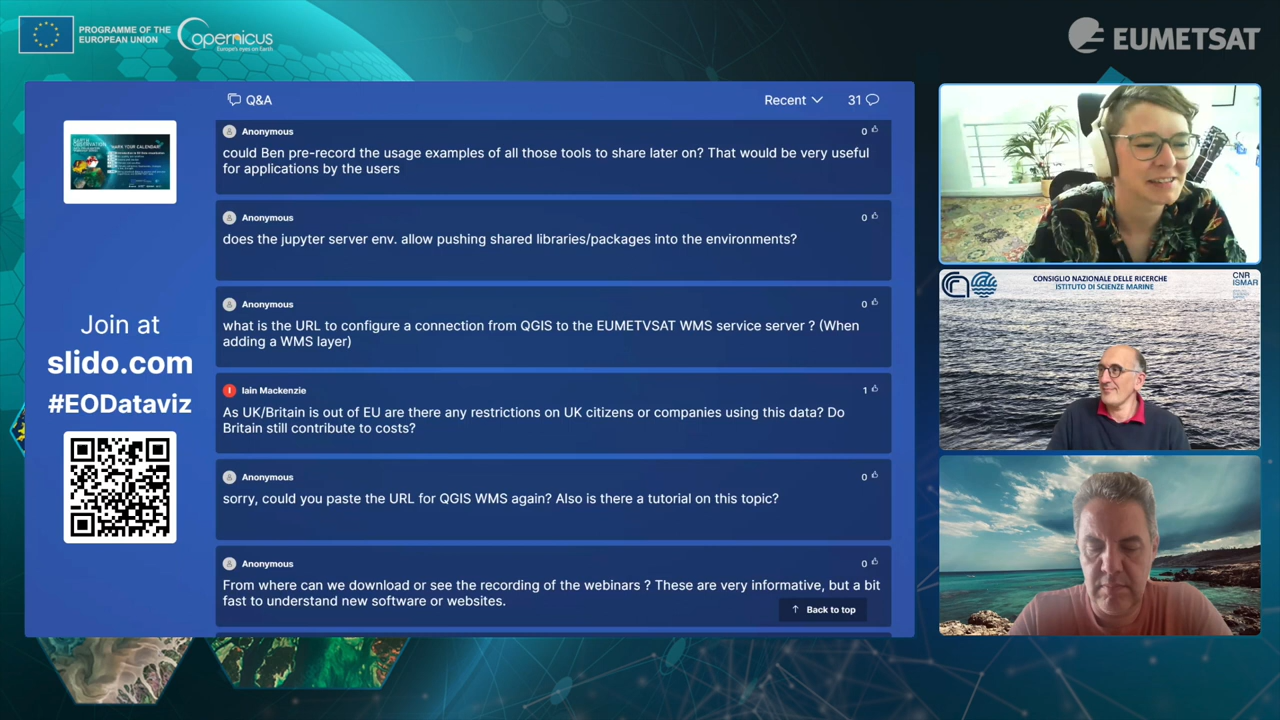 PROGRAMME OF THE
EUROPEAN UNION
opernicus
Europe's eyes on Earth
EUMETSAT
Q&A
Recent
31
MARK YOUR CALENDAR!
Join at
slido.com
#EODataviz
Anonymous
0
could Ben pre-record the usage examples of all those tools to share later on? That would be very useful
for applications by the users
Anonymous
0
does the jupyter server env. allow pushing shared libraries/packages into the environments?
Anonymous
0
what is the URL to configure a connection from QGIS to the EUMETVSAT WMS service server ? (When
adding a WMS layer)
I
Iain Mackenzie
1
As UK/Britain is out of EU are there any restrictions on UK citizens or companies using this data? Do
Britain still contribute to costs?
Anonymous
0
sorry, could you paste the URL for QGIS WMS again? Also is there a tutorial on this topic?
Anonymous
0
From where can we download or see the recording of the webinars ? These are very informative, but a bit
fast to understand new software or websites.
Back to top
CONSIGLIO NAZIONALE DELLE RICERCHE
ISTITUTO DI SCIENZE MARINE
CNR
ISMAR